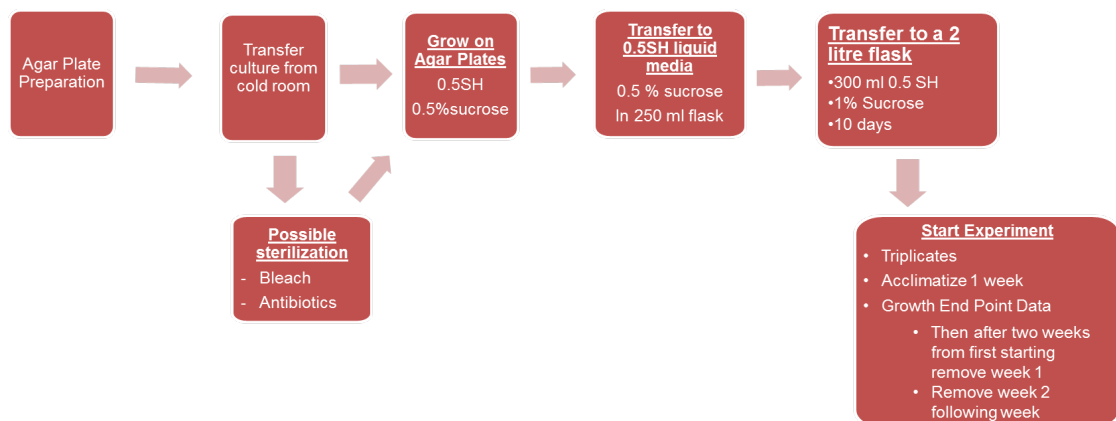 Agar Plate
Preparation
Transfer
culture from
cold room
Grow on
Agar Plates
0.5SH
0.5%sucrose
Transfer to
0.5SH liquid
media
0.5 % sucrose
In 250 ml flask
Transfer to a 2
litre flask
•300 ml 0.5 SH
•1% Sucrose
•10 days
Possible
sterilization
- Bleach
- Antibiotics
Start Experiment
• Triplicates
• Acclimatize 1 week
• Growth End Point Data
• Then after two weeks
from first starting
remove week 1
• Remove week 2
following week